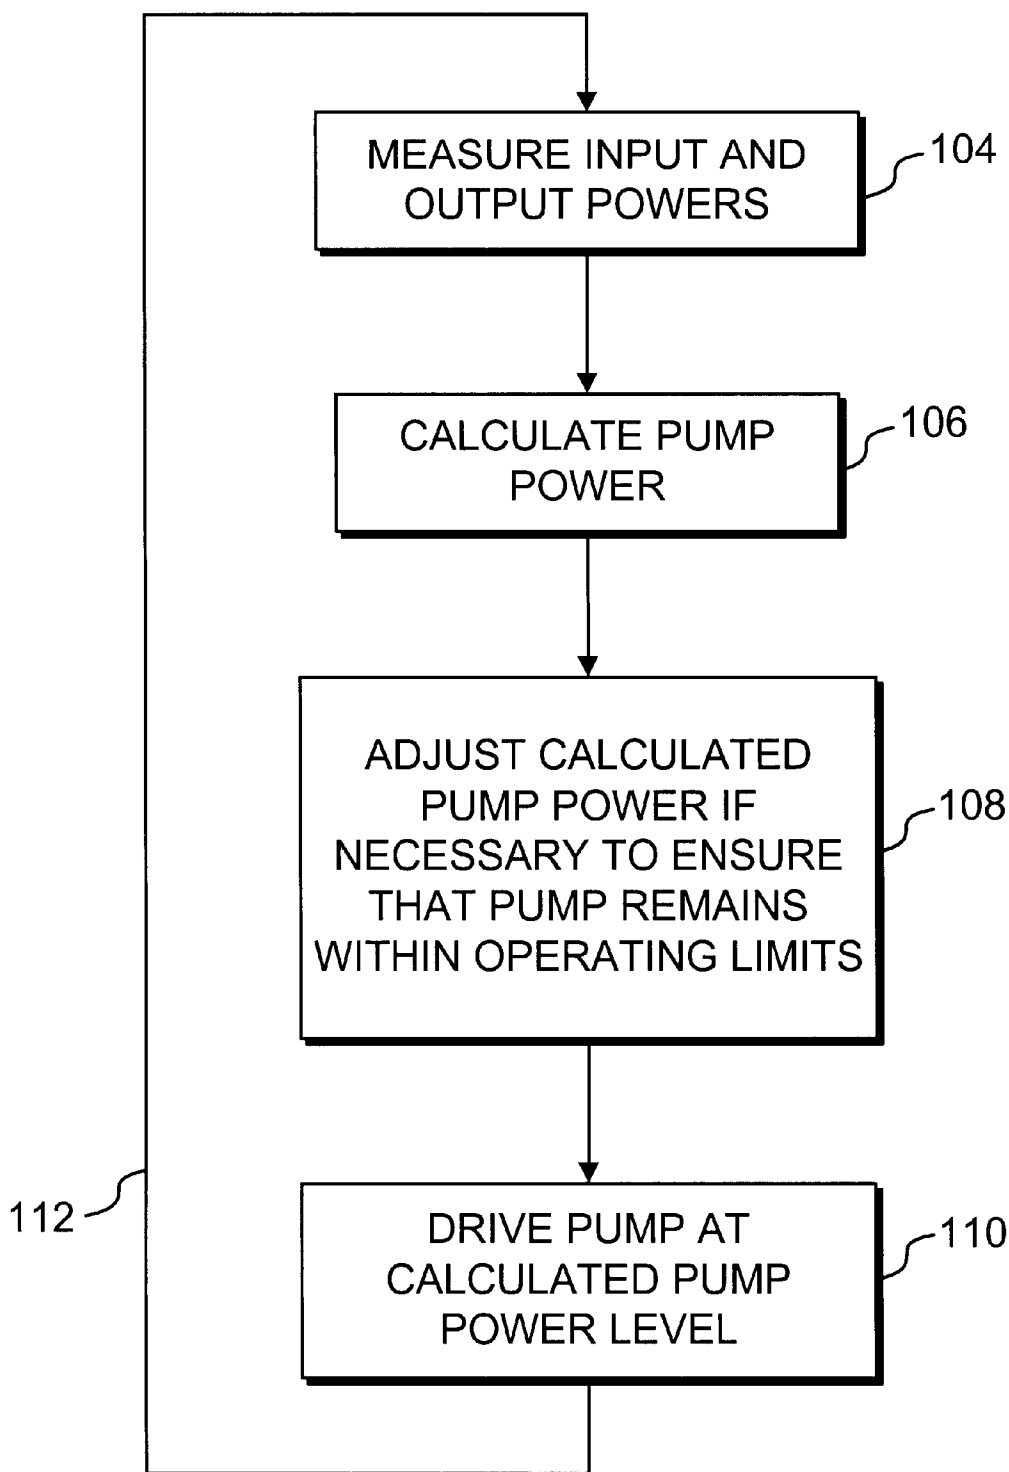 MEASURE INPUT AND
OUTPUT POWERS
104
CALCULATE PUMP
POWER
106
ADJUST CALCULATED
PUMP POWER IF
NECESSARY TO ENSURE
THAT PUMP REMAINS
WITHIN OPERATING LIMITS
108
DRIVE PUMP AT
CALCULATED PUMP
POWER LEVEL
110
112